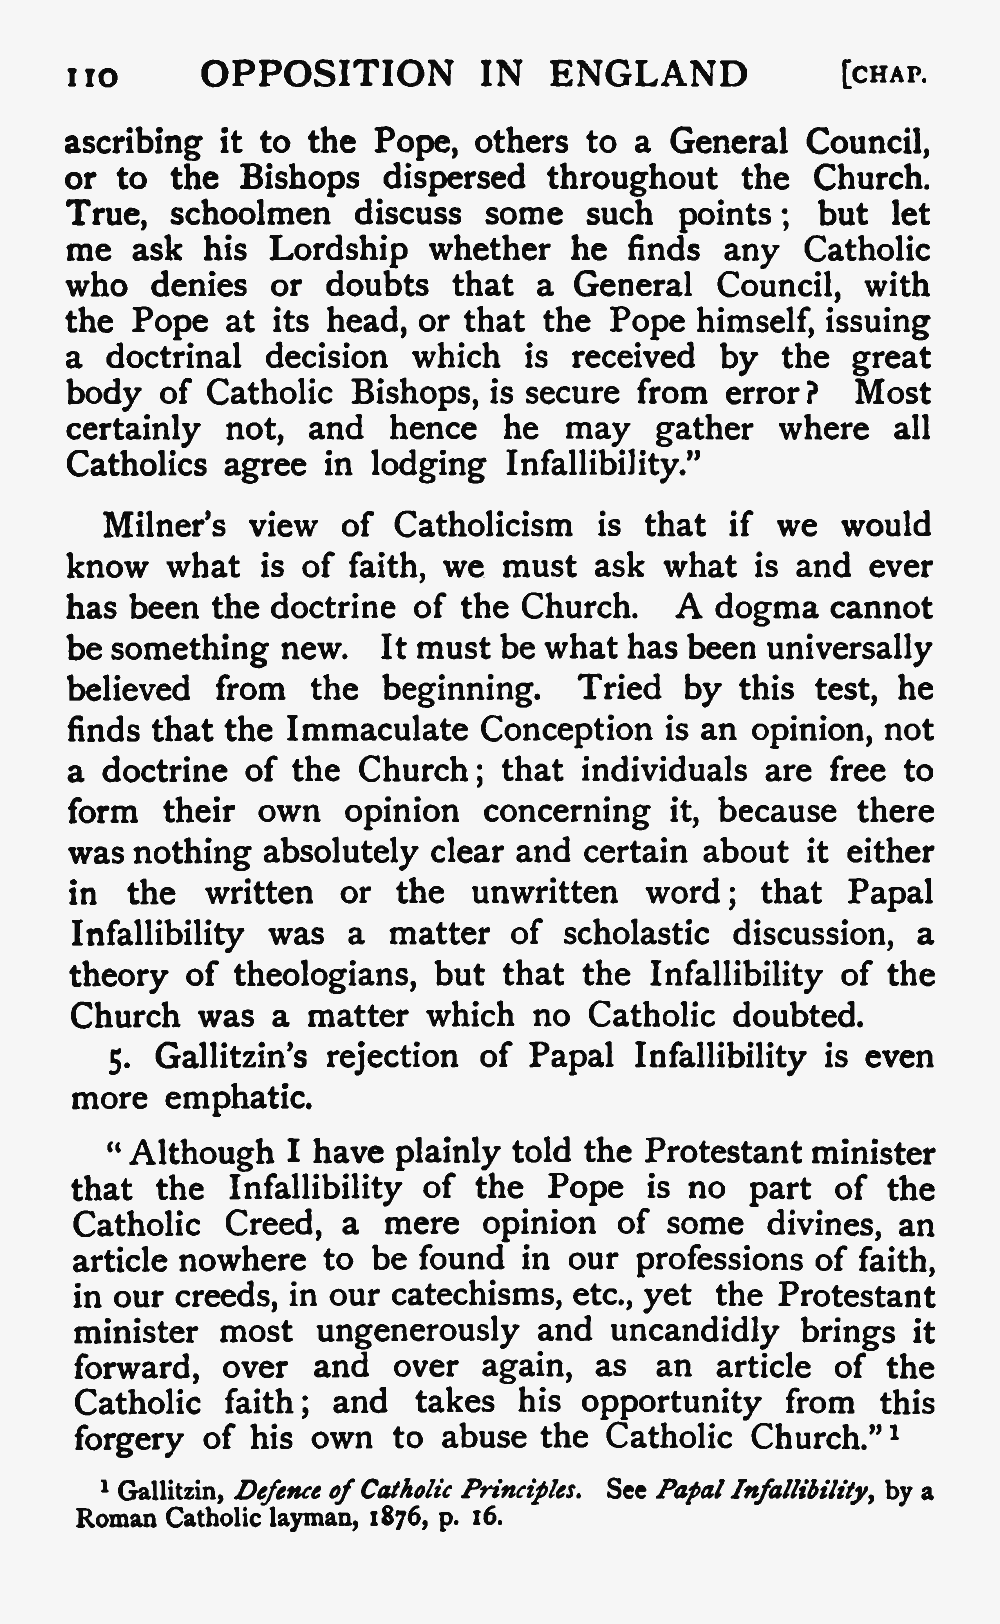 110 OPPOSITION IN ENGLAND [CHAP.
ascribing it to the Pope, others to a General Council,
or to the Bishops dispersed throughout the Church.
True, schoolmen discuss some such points; but let
me ask his Lordship whether he finds any Catholic
who denies or doubts that a General Council, with
the Pope at its head, or that the Pope himself, issuing
a doctrinal decision which is received by the great
body of Catholic Bishops, is secure from error? Most
certainly not, and hence he may gather where all
Catholics agree in lodging Infallibility.”
Milner’s view of Catholicism is that if we would
know what is of faith, we must ask what is and ever
has been the doctrine of the Church. A dogma cannot
be something new. It must be what has been universally
believed from the beginning. Tried by this test, he
finds that the Immaculate Conception is an opinion, not
a doctrine of the Church; that individuals are free to
form their own opinion concerning it, because there
was nothing absolutely clear and certain about it either
in the written or the unwritten word; that Papal
Infallibility was a matter of scholastic discussion, a
theory of theologians, but that the Infallibility of the
Church was a matter which no Catholic doubted.
5. Gallitzin’s rejection of Papal Infallibility is even
more emphatic.
“Although I have plainly told the Protestant minister
that the Infallibility of the Pope is no part of the
Catholic Creed, a mere opinion of some divines, an
article nowhere to be found in our professions of faith,
in our creeds, in our catechisms, etc., yet the Protestant
minister most ungenerously and uncandidly brings it
forward, over and over again, as an article of the
Catholic faith; and takes his opportunity from this
forgery of his own to abuse the Catholic Church.”¹
¹ Gallitzin, Defence of Catholic Principles. See Papal Infallibility, by a
Roman Catholic layman, 1876, p. 16.